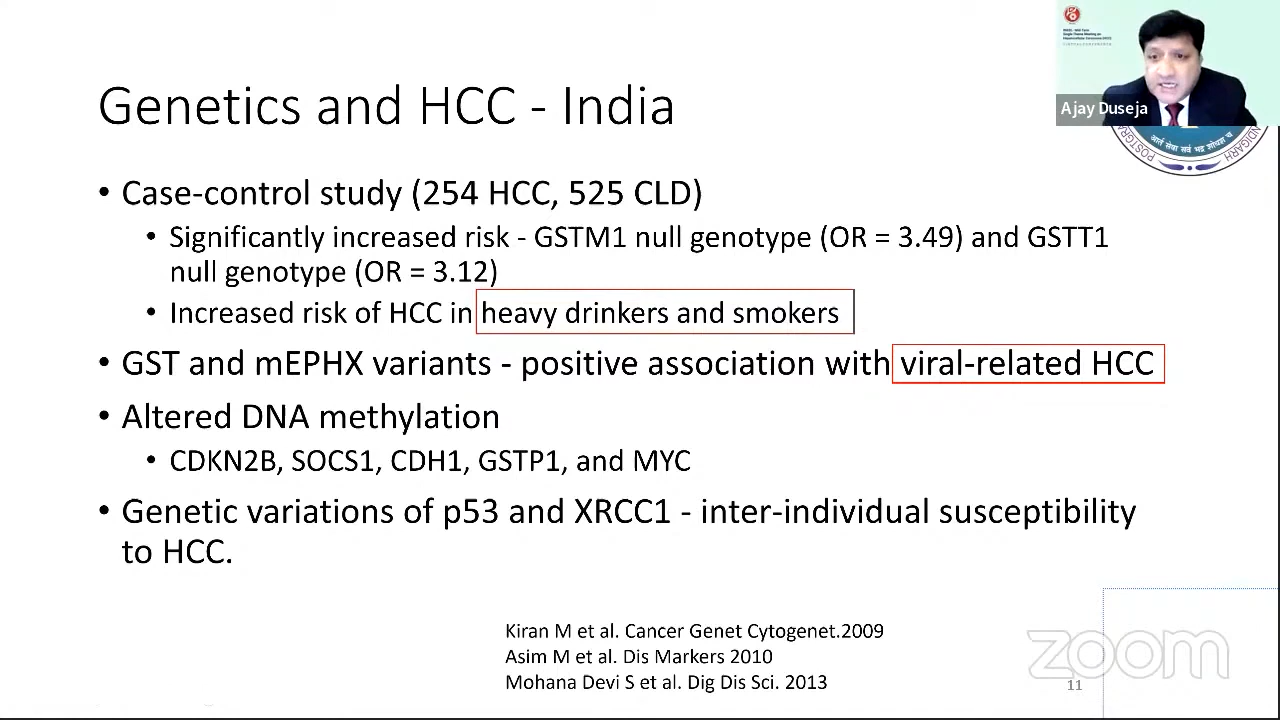 Ajay Duseja
आर्त सेवा सर्व भद्र शोधश्च च
Genetics and HCC - India
• Case-control study (254 HCC, 525 CLD)
• Significantly increased risk - GSTM1 null genotype (OR = 3.49) and GSTT1
null genotype (OR = 3.12)
• Increased risk of HCC in heavy drinkers and smokers
• GST and mEPHX variants - positive association with viral-related HCC
• Altered DNA methylation
• CDKN2B, SOCS1, CDH1, GSTP1, and MYC
• Genetic variations of p53 and XRCC1 - inter-individual susceptibility
to HCC.
Kiran M et al. Cancer Genet Cytogenet.2009
Asim M et al. Dis Markers 2010
Mohana Devi S et al. Dig Dis Sci. 2013
zoom
11